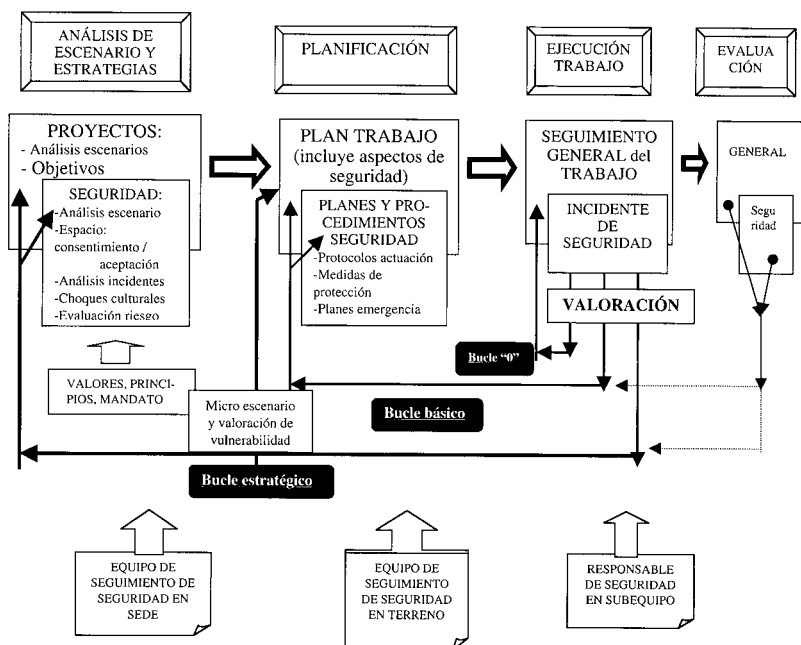 ANÁLISIS DE
ESCENARIO Y
ESTRATEGIAS
PLANIFICACIÓN
EJECUCIÓN
TRABAJO
EVALUA
CIÓN
PROYECTOS:
- Análisis escenarios
- Objetivos
SEGURIDAD:
-Análisis escenario
-Espacio:
consentimiento /
aceptación
-Análisis incidentes
-Choques culturales
-Evaluación riesgo
PLAN TRABAJO
(incluye aspectos de
seguridad)
PLANES Y PRO-
CEDIMIENTOS
SEGURIDAD
-Protocolos actuación
-Medidas de
protección
-Planes emergencia
SEGUIMIENTO
GENERAL del
TRABAJO
INCIDENTE
DE
SEGURIDAD
VALORACIÓN
GENERAL
Segu
ridad
VALORES, PRINCI-
PIOS, MANDATO
Micro escenario
y valoración de
vulnerabilidad
Bucle "0"
Bucle básico
Bucle estratégico
EQUIPO DE
SEGUIMIENTO DE
SEGURIDAD EN
SEDE
EQUIPO DE
SEGUIMIENTO
DE SEGURIDAD
EN TERRENO
RESPONSABLE
DE SEGURIDAD
EN SUBEQUIPO